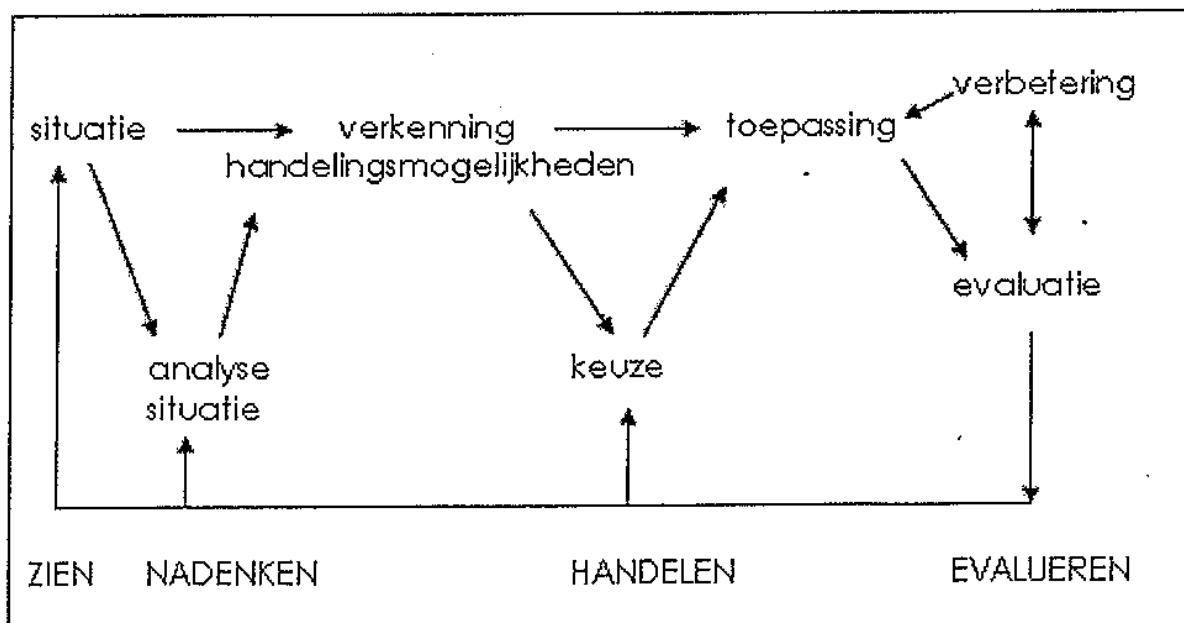 situatie
verkenning
handelingsmogelijkheden
toepassing
verbetering
evaluatie
analyse
situatie
keuze
ZIEN NADENKEN HANDELEN EVALUEREN